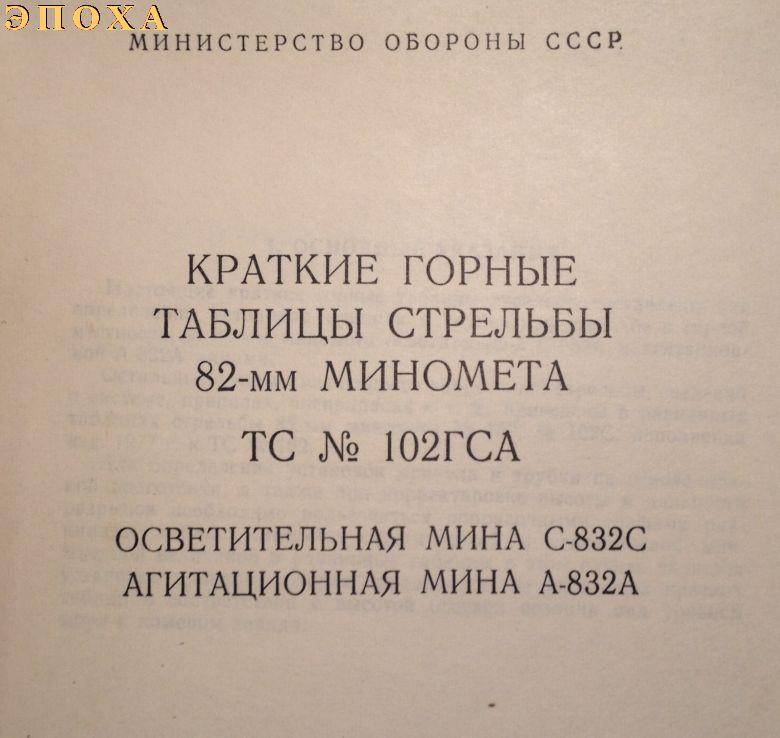 ЭПОХА
МИНИСТЕРСТВО ОБОРОНЫ СССР.
КРАТКИЕ ГОРНЫЕ
ТАБЛИЦЫ СТРЕЛЬБЫ
82-мм МИНОМЕТА
ТС № 102ГСА
ОСВЕТИТЕЛЬНАЯ МИНА С-832С
АГИТАЦИОННАЯ МИНА А-832А